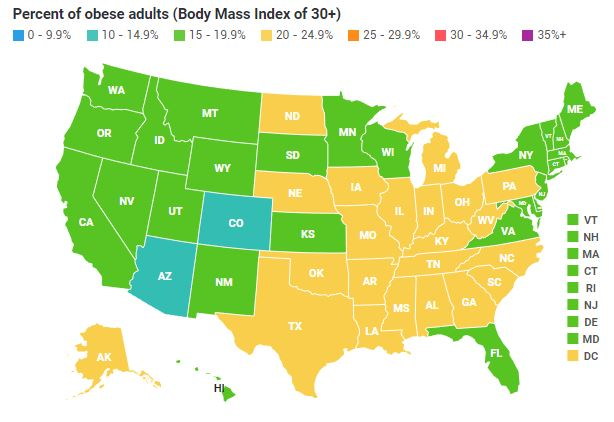 Percent of obese adults (Body Mass Index of 30+)
0 - 9.9% 10 - 14.9% 15 - 19.9% 20 - 24.9% 25 - 29.9% 30 - 34.9% 35%+
WA
ME
MT
ND
MN
OR
VT
NH
ID
SD
WI
NY
MA
WY
MI
CT
IA
PA
NJ
NE
NV
OH
IL
IN
MD
UT
WV
CO
CA
VA
VT
KS
MO
KY
NH
NC
MA
TN
AZ
OK
CT
NM
AR
SC
RI
MS
AL
GA
NJ
TX
DE
LA
MD
FL
DC
AK
HI